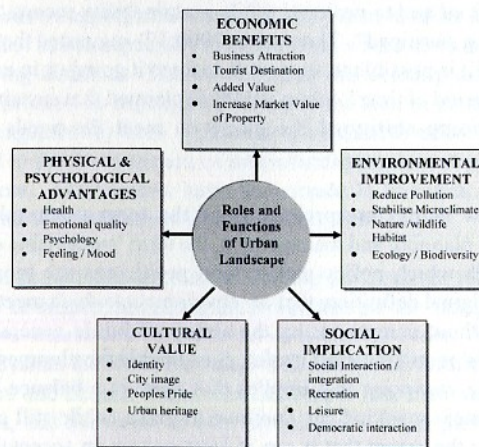 ECONOMIC
BENEFITS
Business Attraction
• Tourist Destination
• Added Value
• Increase Market Value
of Property
PHYSICAL &
PSYCHOLOGICAL
ADVANTAGES
• Health
• Emotional quality
• Psychology
• Feeling / Mood
Roles and
Functions
of Urban
Landscape
ENVIRONMENTAL
IMPROVEMENT
• Reduce Pollution
• Stabilise Microclimate
• Nature /wildlife
Habitat
• Ecology / Biodiversity
CULTURAL
VALUE
• Identity
• City image
• Peoples Pride
• Urban heritage
SOCIAL
IMPLICATION
• Social Interaction /
integration
• Recreation
• Leisure
• Democratic interaction